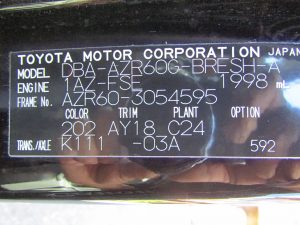 TOYOTA MOTOR CORPORATION JAPAN
MODEL DBA-AZR60G-BRESH-A
ENGINE 1AZ-FSE 1998 mL
FRAME No. AZR60-3054595
COLOR TRIM PLANT OPTION
202 AY18 C24
TRANS./AXLE K111 -03A 592